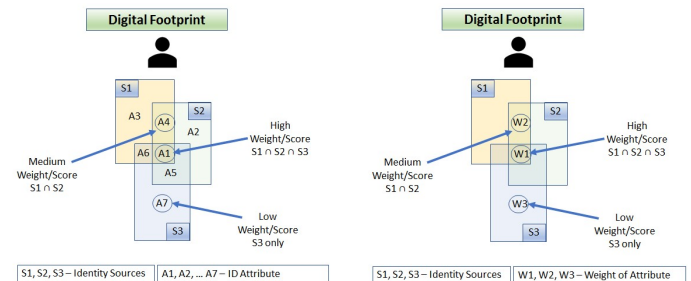 Digital Footprint
S1
A3
A4
S2
A2
High
Weight/Score
S1 ∩ S2 ∩ S3
A6
A1
Medium
Weight/Score
S1 ∩ S2
A5
A7
Low
Weight/Score
S3 only
S3
S1, S2, S3 – Identity Sources
A1, A2, ... A7 – ID Attribute
Digital Footprint
S1
W2
S2
High
Weight/Score
S1 ∩ S2 ∩ S3
W1
Medium
Weight/Score
S1 ∩ S2
W3
Low
Weight/Score
S3 only
S3
S1, S2, S3 – Identity Sources
W1, W2, W3 – Weight of Attribute